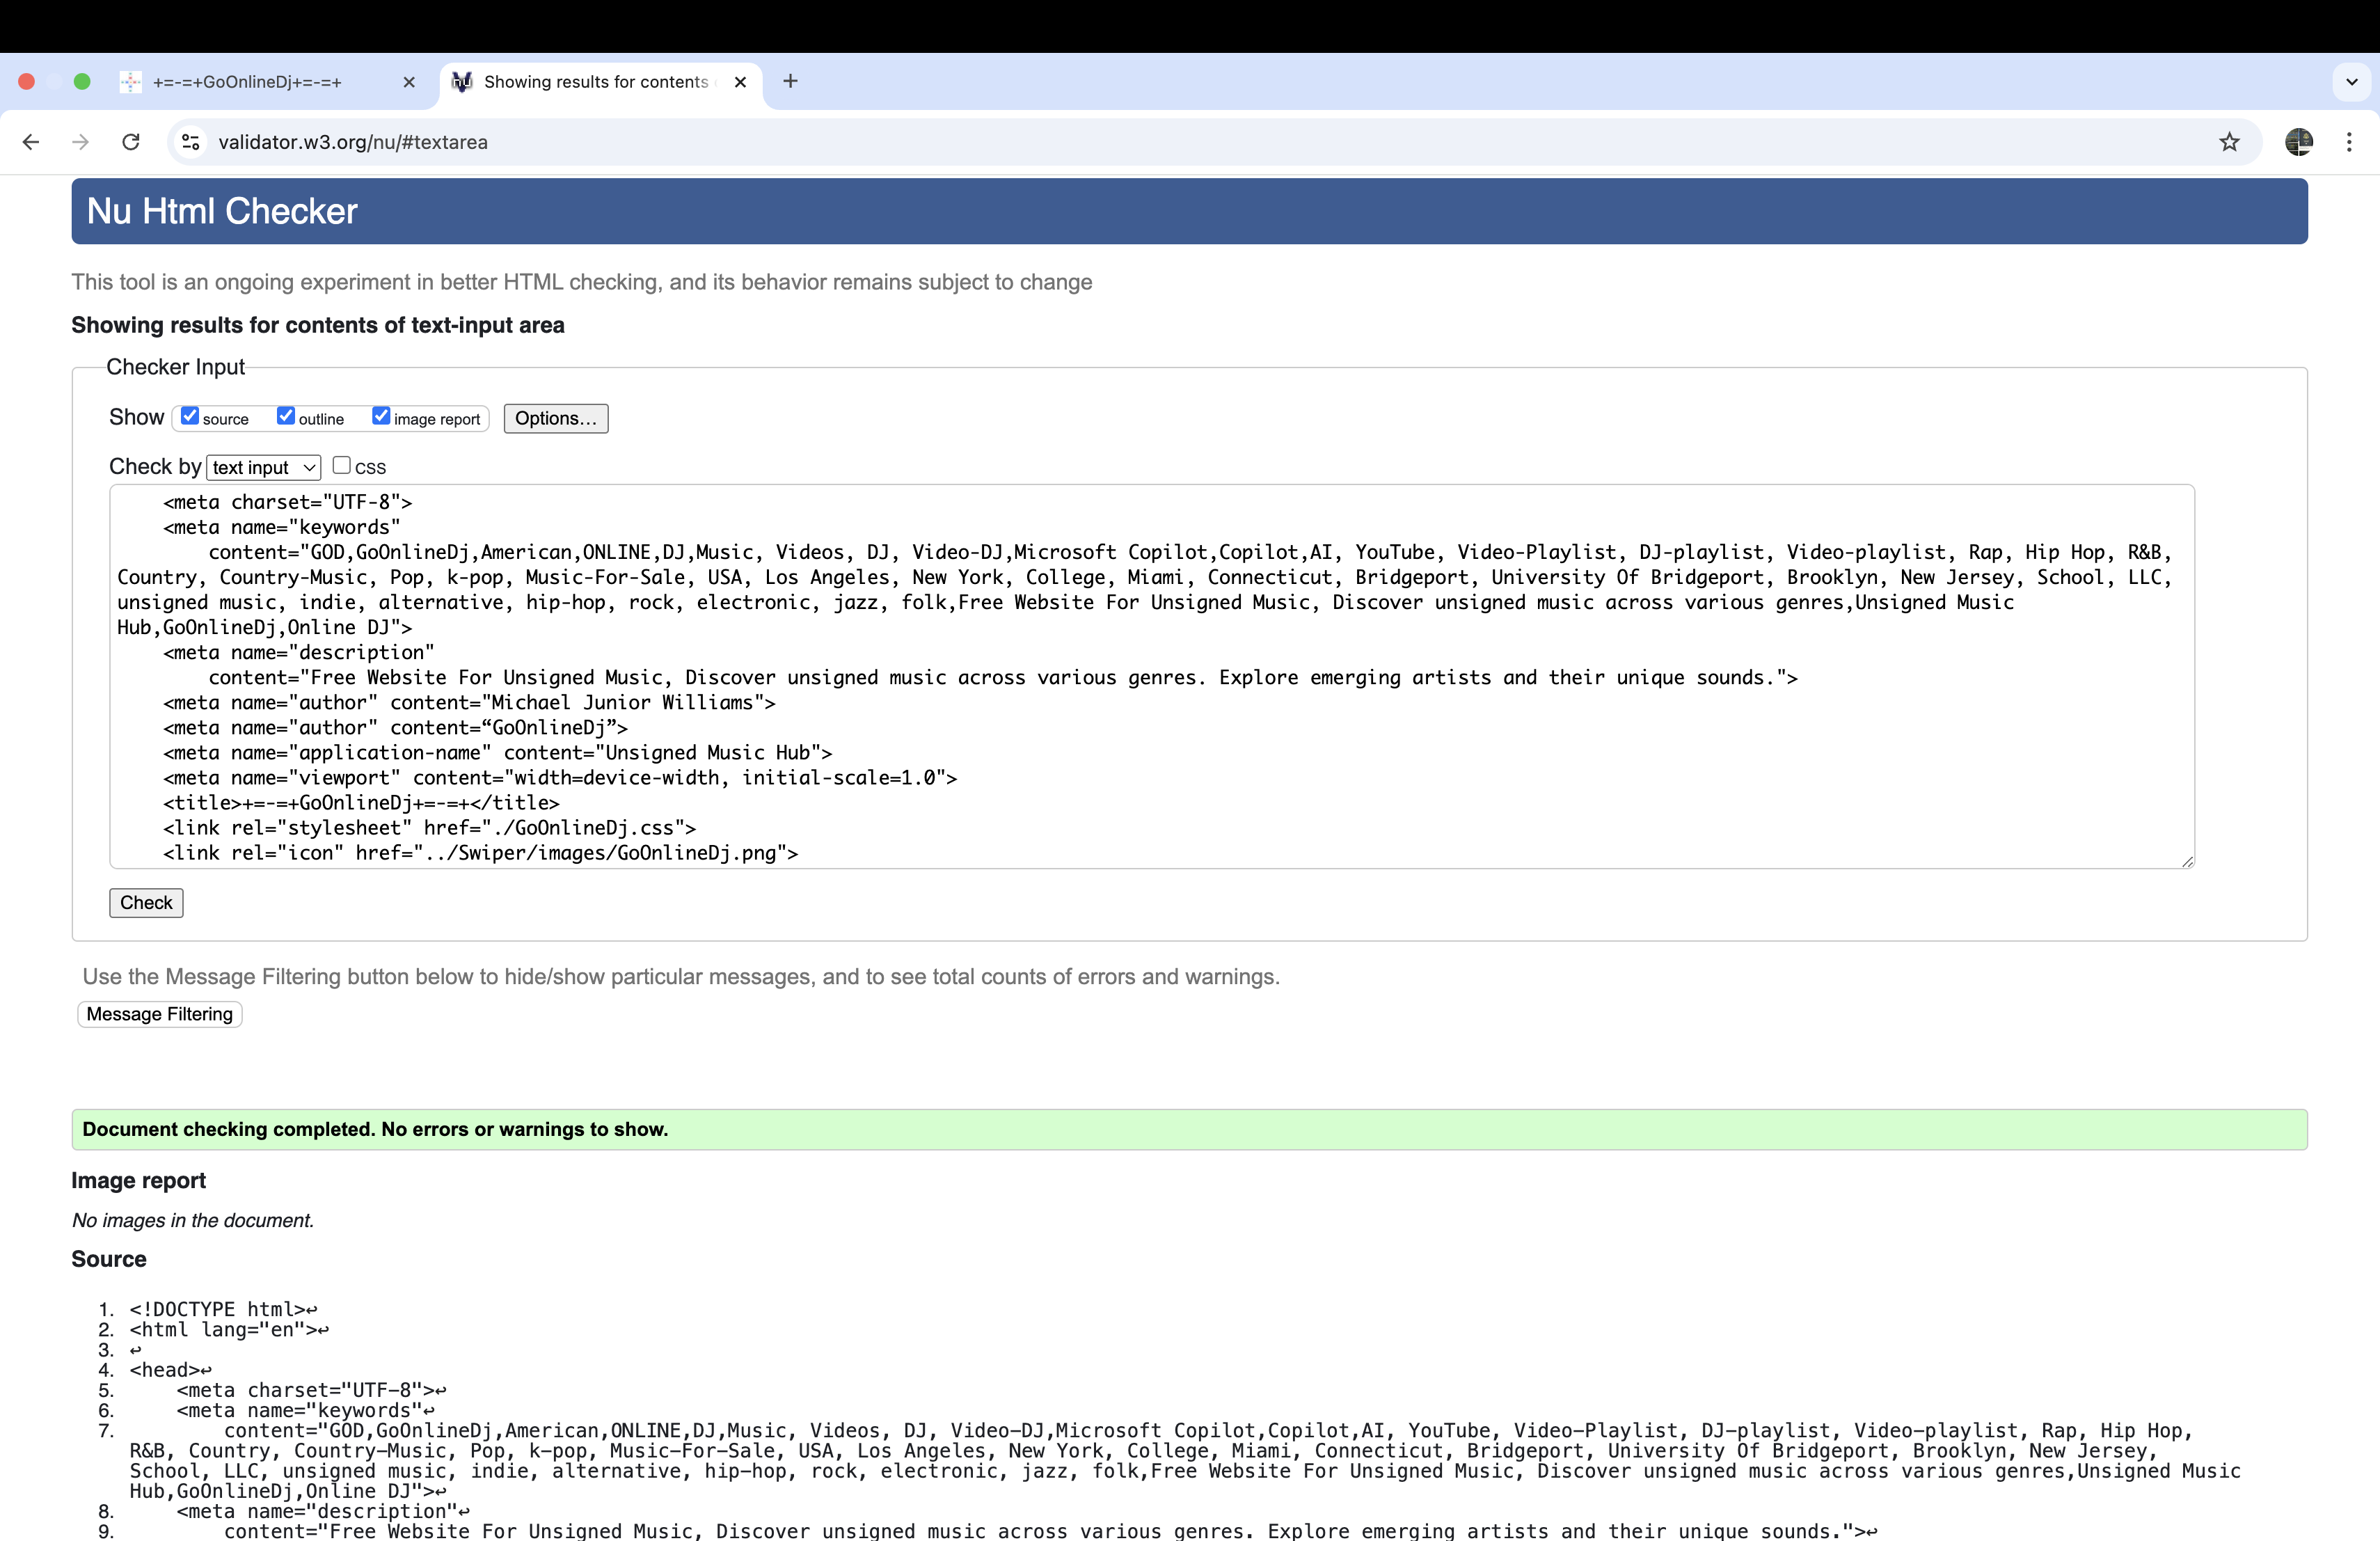 +=-=+GoOnlineDj+=-=+
Showing results for contents
validator.w3.org/nu/#textarea
Nu Html Checker
This tool is an ongoing experiment in better HTML checking, and its behavior remains subject to change
Showing results for contents of text-input area
Checker Input
Show source outline image report Options...
Check by text input CSS
<meta charset="UTF-8">
<meta name="keywords"
content="GOD,GoOnlineDj,American,ONLINE,DJ,Music, Videos, DJ, Video-DJ,Microsoft Copilot,Copilot,AI, YouTube, Video-Playlist, DJ-playlist, Video-playlist, Rap, Hip Hop, R&B,
Country, Country-Music, Pop, k-pop, Music-For-Sale, USA, Los Angeles, New York, College, Miami, Connecticut, Bridgeport, University Of Bridgeport, Brooklyn, New Jersey, School, LLC,
unsigned music, indie, alternative, hip-hop, rock, electronic, jazz, folk,Free Website For Unsigned Music, Discover unsigned music across various genres,Unsigned Music
Hub,GoOnlineDj,Online DJ">
<meta name="description"
content="Free Website For Unsigned Music, Discover unsigned music across various genres. Explore emerging artists and their unique sounds.">
<meta name="author" content="Michael Junior Williams">
<meta name="author" content=“GoOnlineDj”>
<meta name="application-name" content="Unsigned Music Hub">
<meta name="viewport" content="width=device-width, initial-scale=1.0">
<title>+=-=+GoOnlineDj+=-=+</title>
<link rel="stylesheet" href="./GoOnlineDj.css">
<link rel="icon" href="../Swiper/images/GoOnlineDj.png">
Check
Use the Message Filtering button below to hide/show particular messages, and to see total counts of errors and warnings.
Message Filtering
Document checking completed. No errors or warnings to show.
Image report
No images in the document.
Source
1. <!DOCTYPE html>↩
2. <html lang="en">↩
3. ↩
4. <head>↩
5. <meta charset="UTF-8">↩
6. <meta name="keywords"↩
7. content="GOD,GoOnlineDj,American,ONLINE,DJ,Music, Videos, DJ, Video-DJ,Microsoft Copilot,Copilot,AI, YouTube, Video-Playlist, DJ-playlist, Video-playlist, Rap, Hip Hop,
R&B, Country, Country-Music, Pop, k-pop, Music-For-Sale, USA, Los Angeles, New York, College, Miami, Connecticut, Bridgeport, University Of Bridgeport, Brooklyn, New Jersey,
School, LLC, unsigned music, indie, alternative, hip-hop, rock, electronic, jazz, folk,Free Website For Unsigned Music, Discover unsigned music across various genres,Unsigned Music
Hub,GoOnlineDj,Online DJ">↩
8. <meta name="description"↩
9. content="Free Website For Unsigned Music, Discover unsigned music across various genres. Explore emerging artists and their unique sounds.">↩